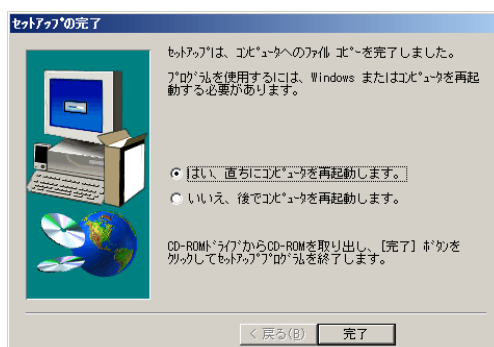 ｾｯﾄｱｯﾌﾟの完了
ｾｯﾄｱｯﾌﾟは、ｺﾝﾋﾟｭｰﾀへのﾌｧｲﾙ ｺﾋﾟｰを完了しました。
ﾌﾟﾛｸﾞﾗﾑを使用するには、Windows またはｺﾝﾋﾟｭｰﾀを再起
動する必要があります。
はい、直ちにｺﾝﾋﾟｭｰﾀを再起動します。
いいえ、後でｺﾝﾋﾟｭｰﾀを再起動します。
CD-ROMﾄﾞﾗｲﾌﾞからCD-ROMを取り出し、[完了] ﾎﾞﾀﾝを
ｸﾘｯｸしてｾｯﾄｱｯﾌﾟﾌﾟﾛｸﾞﾗﾑを終了します。
< 戻る(B) 完了